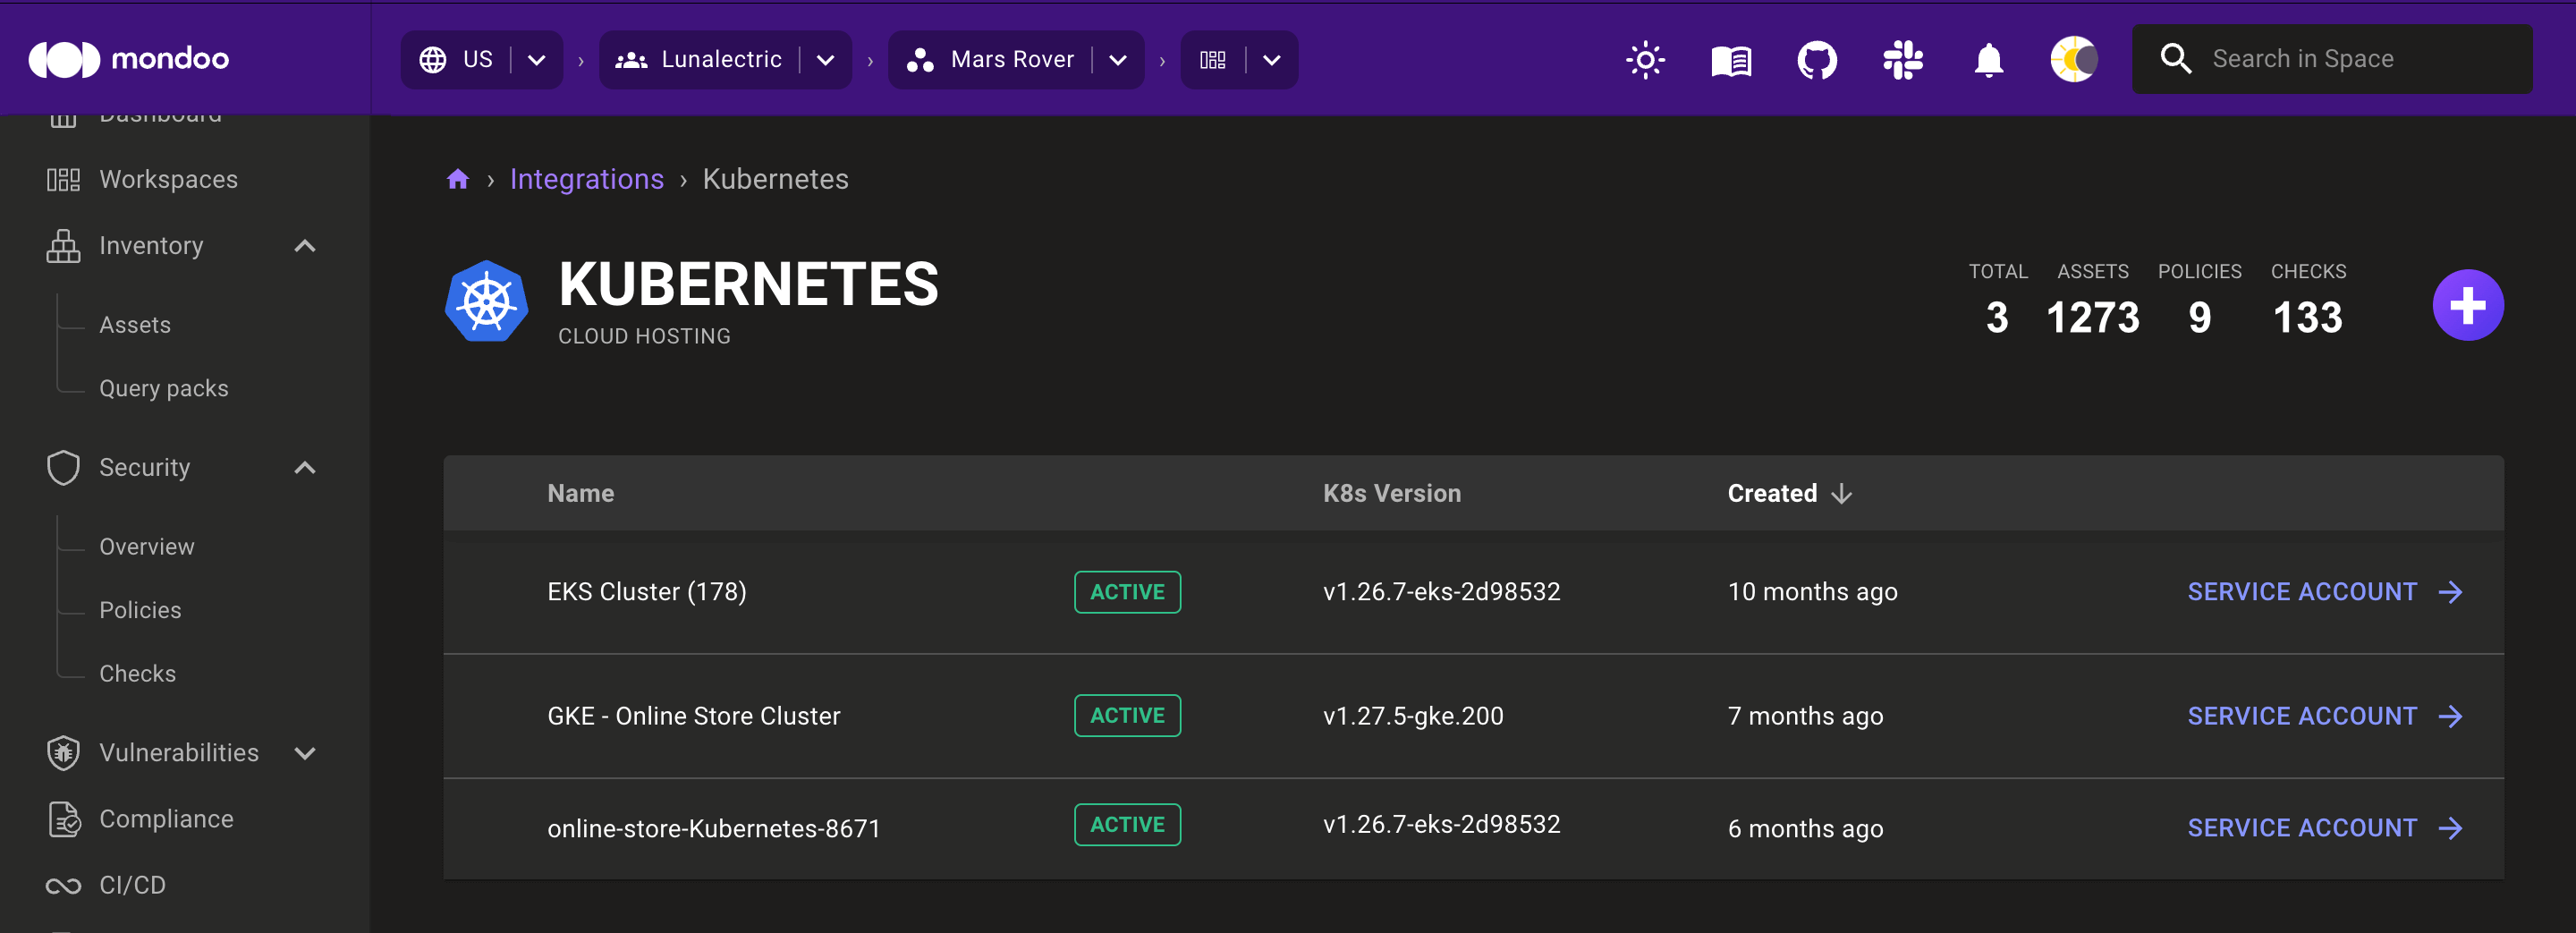 mondoo
US
Lunalectric
Mars Rover
Search in Space
Dashboard
Workspaces
Inventory
Assets
Query packs
Security
Overview
Policies
Checks
Vulnerabilities
Compliance
CI/CD
› Integrations › Kubernetes
KUBERNETES
CLOUD HOSTING
TOTAL ASSETS POLICIES CHECKS
3 1273 9 133
Name K8s Version Created
EKS Cluster (178) ACTIVE v1.26.7-eks-2d98532 10 months ago SERVICE ACCOUNT
GKE - Online Store Cluster ACTIVE v1.27.5-gke.200 7 months ago SERVICE ACCOUNT
online-store-Kubernetes-8671 ACTIVE v1.26.7-eks-2d98532 6 months ago SERVICE ACCOUNT